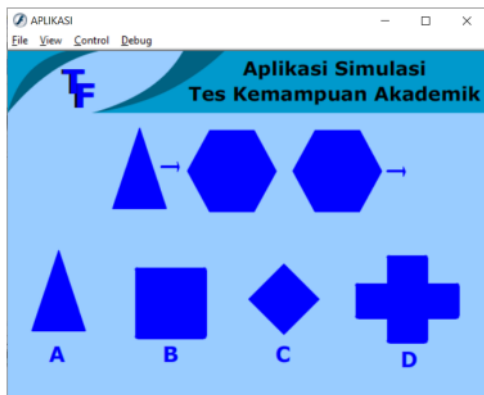 APLIKASI
File View Control Debug
TF
Aplikasi Simulasi
Tes Kemampuan Akademik
A
B
C
D